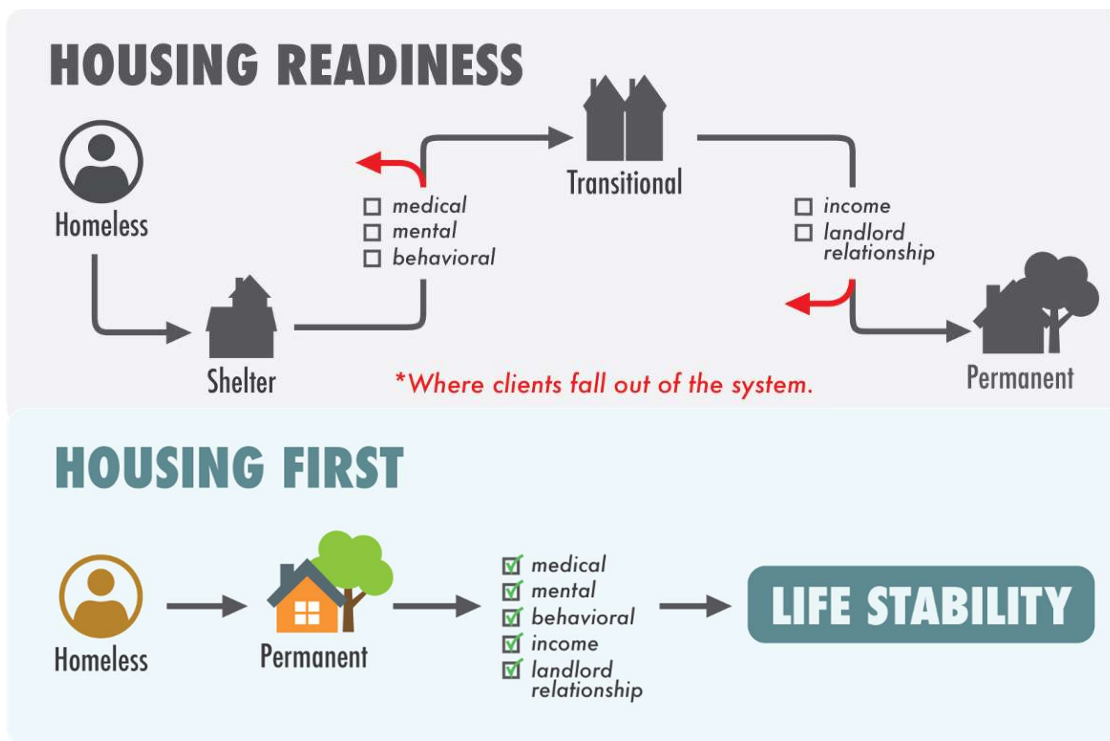 HOUSING READINESS
Homeless
Shelter
medical
mental
behavioral
Transitional
income
landlord
relationship
Permanent
*Where clients fall out of the system.
HOUSING FIRST
Homeless
Permanent
medical
mental
behavioral
income
landlord
relationship
LIFE STABILITY